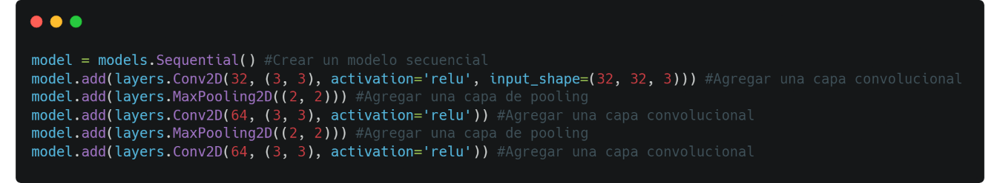 model = models.Sequential() #Crear un modelo secuencial
model.add(layers.Conv2D(32, (3, 3), activation='relu', input_shape=(32, 32, 3))) #Agregar una capa convolucional
model.add(layers.MaxPooling2D((2, 2))) #Agregar una capa de pooling
model.add(layers.Conv2D(64, (3, 3), activation='relu')) #Agregar una capa convolucional
model.add(layers.MaxPooling2D((2, 2))) #Agregar una capa de pooling
model.add(layers.Conv2D(64, (3, 3), activation='relu')) #Agregar una capa convolucional